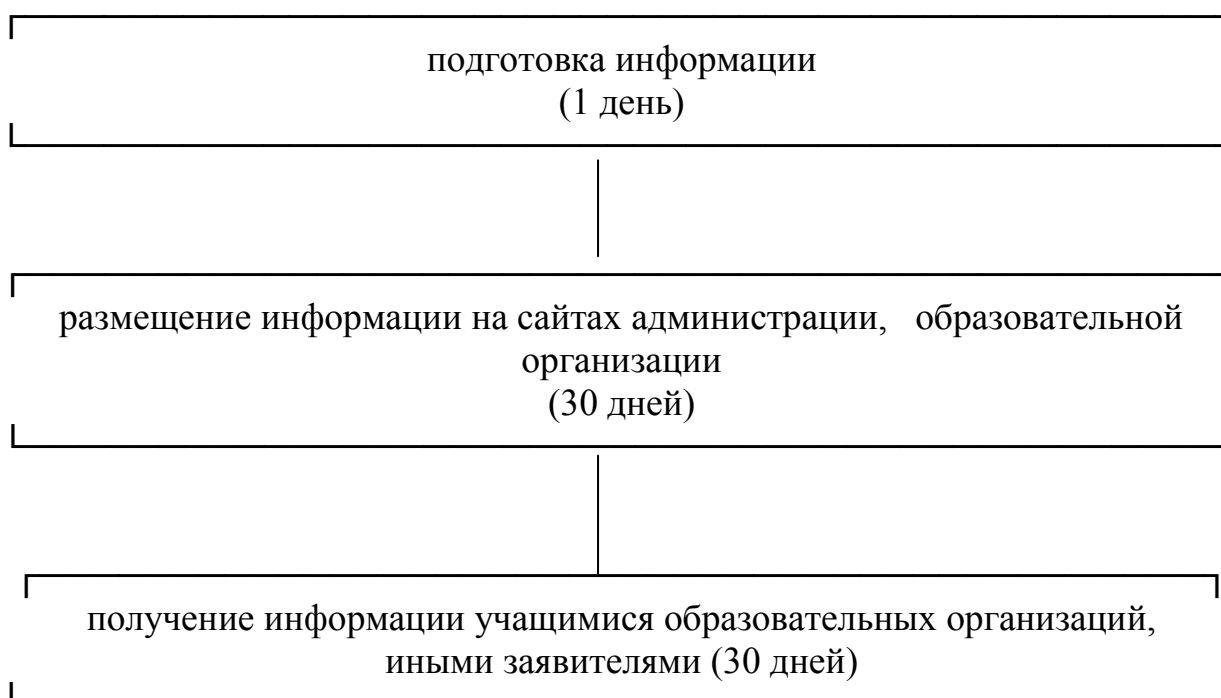 подготовка информации
(1 день)
размещение информации на сайтах администрации, образовательной
организации
(30 дней)
получение информации учащимися образовательных организаций,
иными заявителями (30 дней)